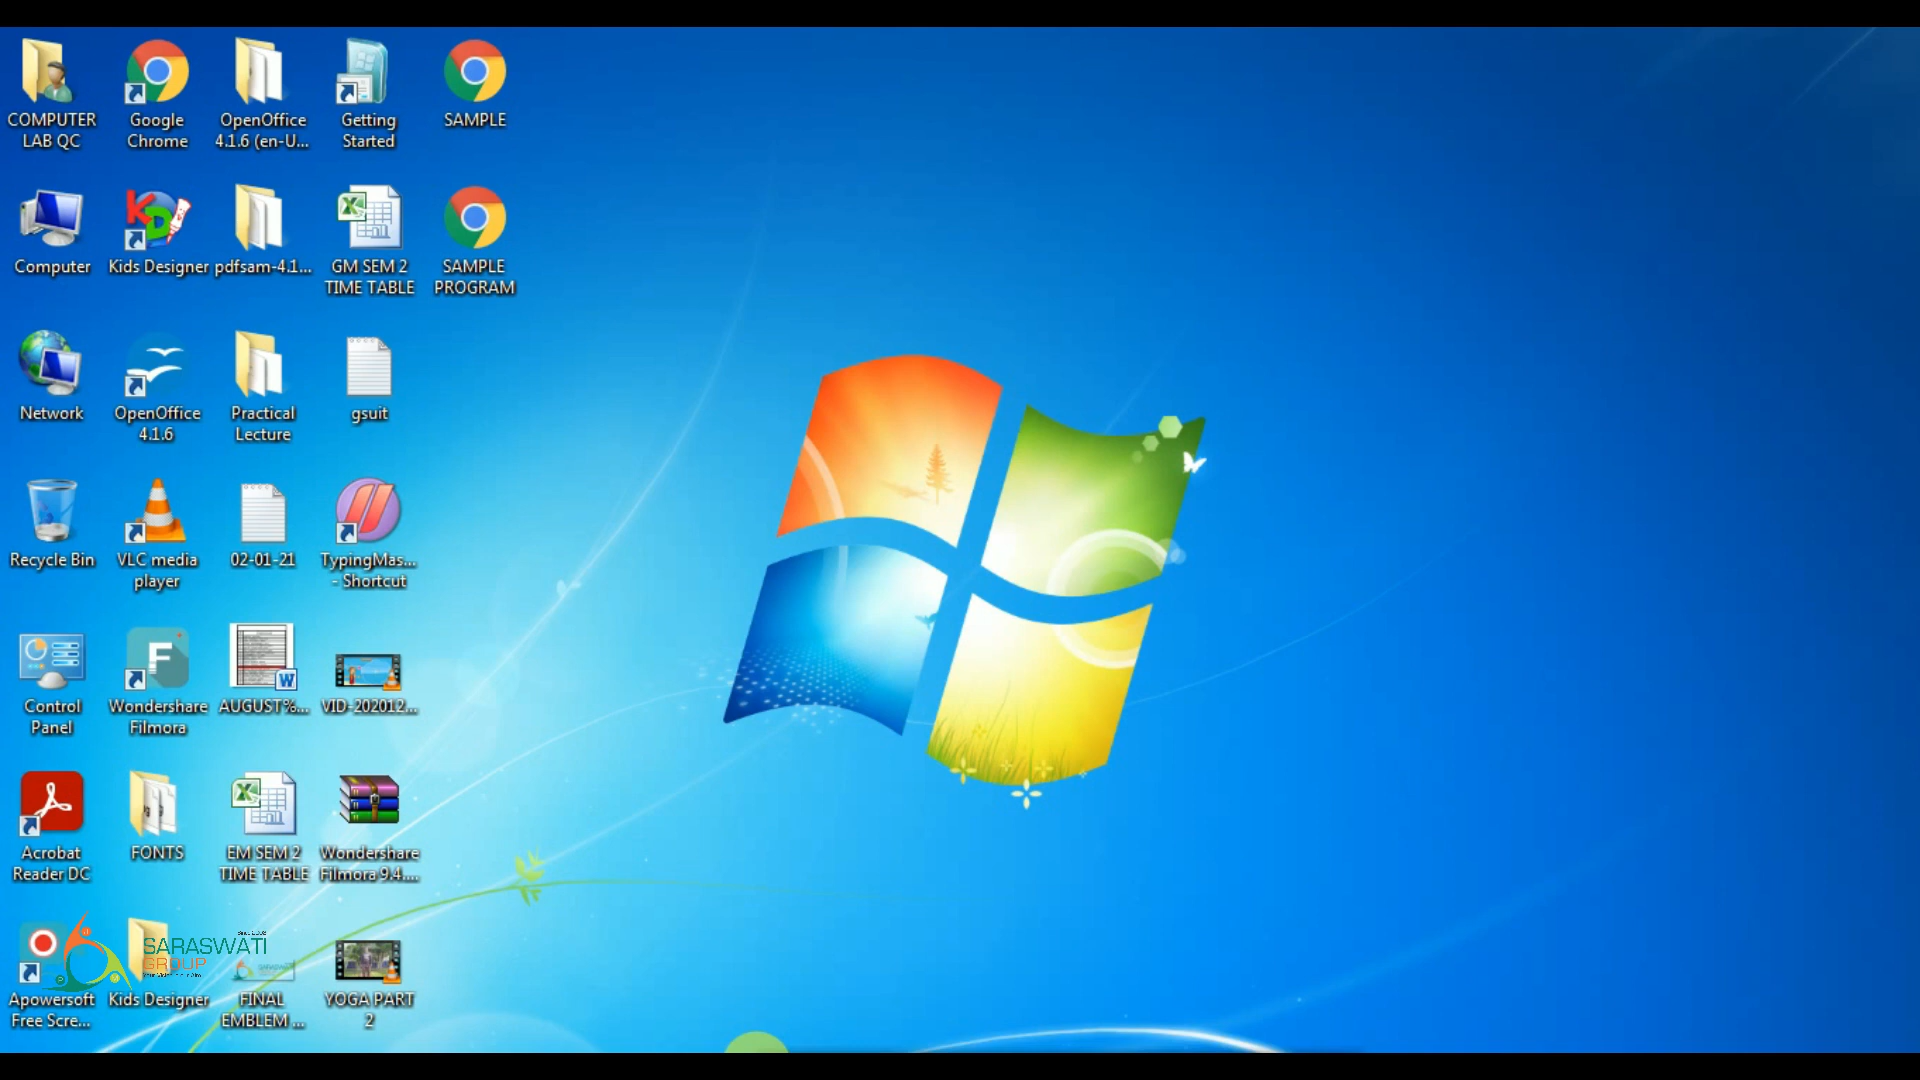 COMPUTER
LAB QC
Google
Chrome
OpenOffice
4.1.6 (en-U...
Getting
Started
SAMPLE
Computer
Kids Designer
pdfsam-4.1...
GM SEM 2
TIME TABLE
SAMPLE
PROGRAM
Network
OpenOffice
4.1.6
Practical
Lecture
gsuit
Recycle Bin
VLC media
player
02-01-21
TypingMas...
- Shortcut
Control
Panel
Wondershare
Filmora
AUGUST%...
VID-202012...
Acrobat
Reader DC
FONTS
EM SEM 2
TIME TABLE
Wondershare
Filmora 9.4....
SARASWATI
GROUP
Apowersoft
Free Scre...
Kids Designer
FINAL
EMBLEM ...
YOGA PART
2